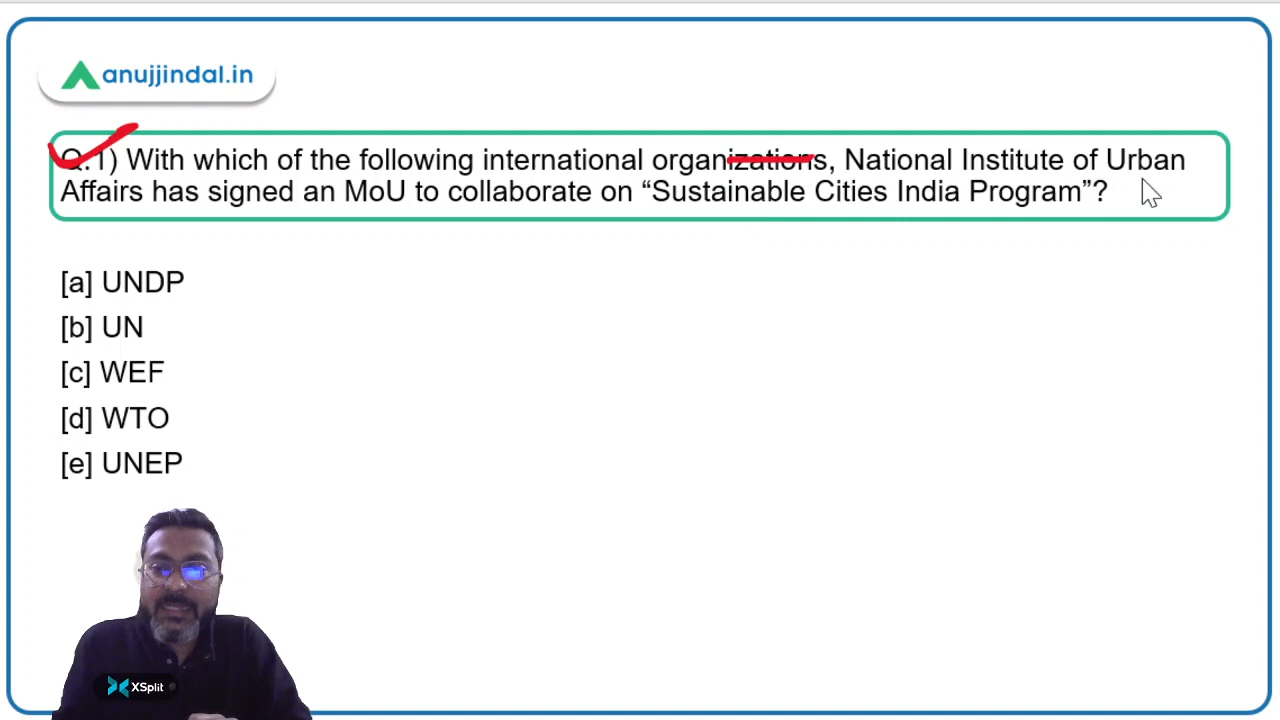 anujjindal.in
Q.1) With which of the following international organizations, National Institute of Urban
Affairs has signed an MoU to collaborate on “Sustainable Cities India Program”?
[a] UNDP
[b] UN
[c] WEF
[d] WTO
[e] UNEP
XSplit